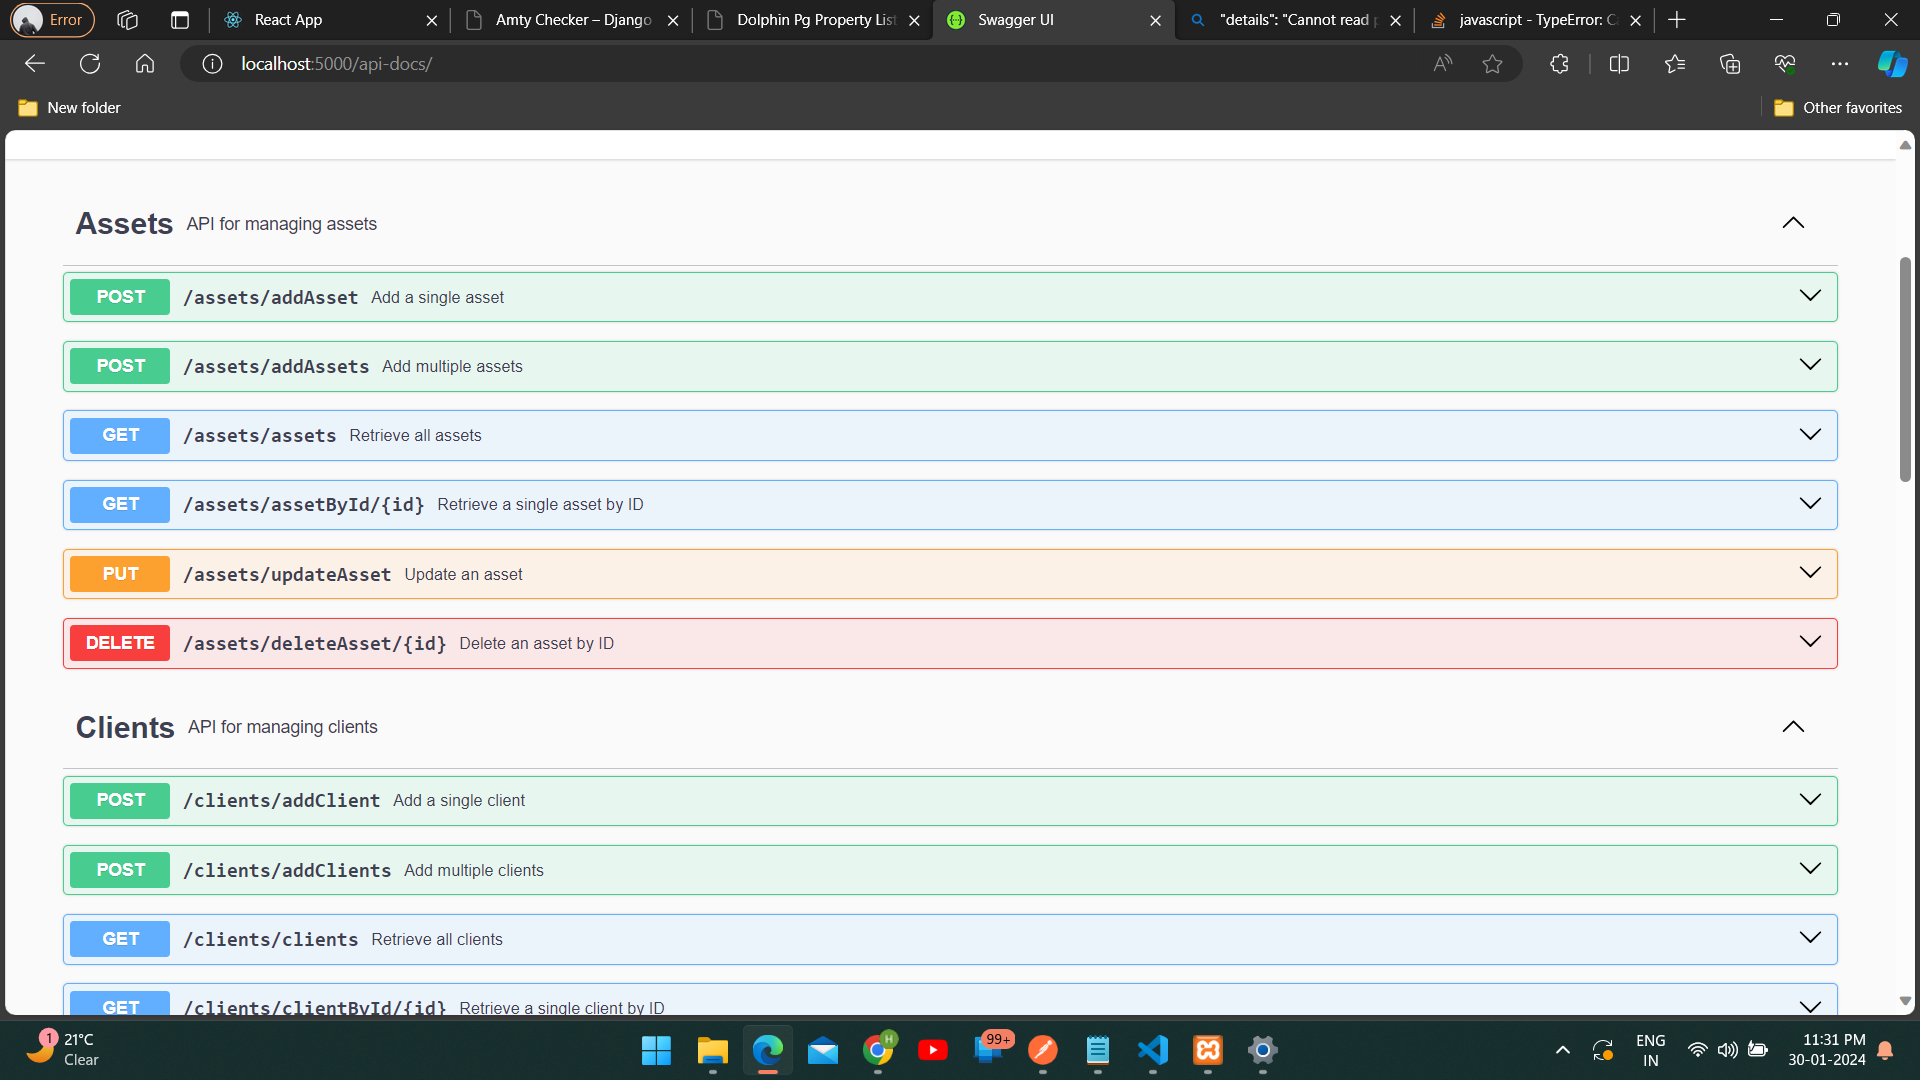 Error
React App
Amty Checker – Django
Dolphin Pg Property List
Swagger UI
"details": "Cannot read p
javascript - TypeError: C
localhost:5000/api-docs/
New folder
Other favorites
Assets API for managing assets
POST /assets/addAsset Add a single asset
POST /assets/addAssets Add multiple assets
GET /assets/assets Retrieve all assets
GET /assets/assetById/{id} Retrieve a single asset by ID
PUT /assets/updateAsset Update an asset
DELETE /assets/deleteAsset/{id} Delete an asset by ID
Clients API for managing clients
POST /clients/addClient Add a single client
POST /clients/addClients Add multiple clients
GET /clients/clients Retrieve all clients
GET /clients/clientById/{id} Retrieve a single client by ID
1
21°C
Clear
H
99+
ENG
IN
11:31 PM
30-01-2024